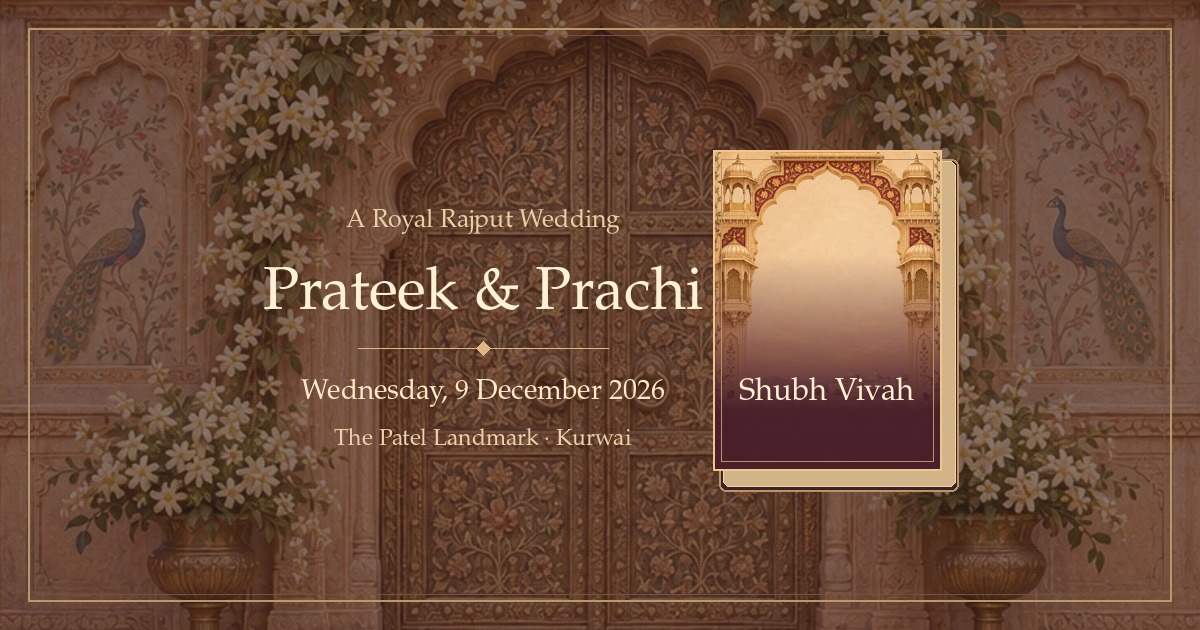 A Royal Rajput Wedding
Prateek & Prachi
Wednesday, 9 December 2026
The Patel Landmark · Kurwai
Shubh Vivah